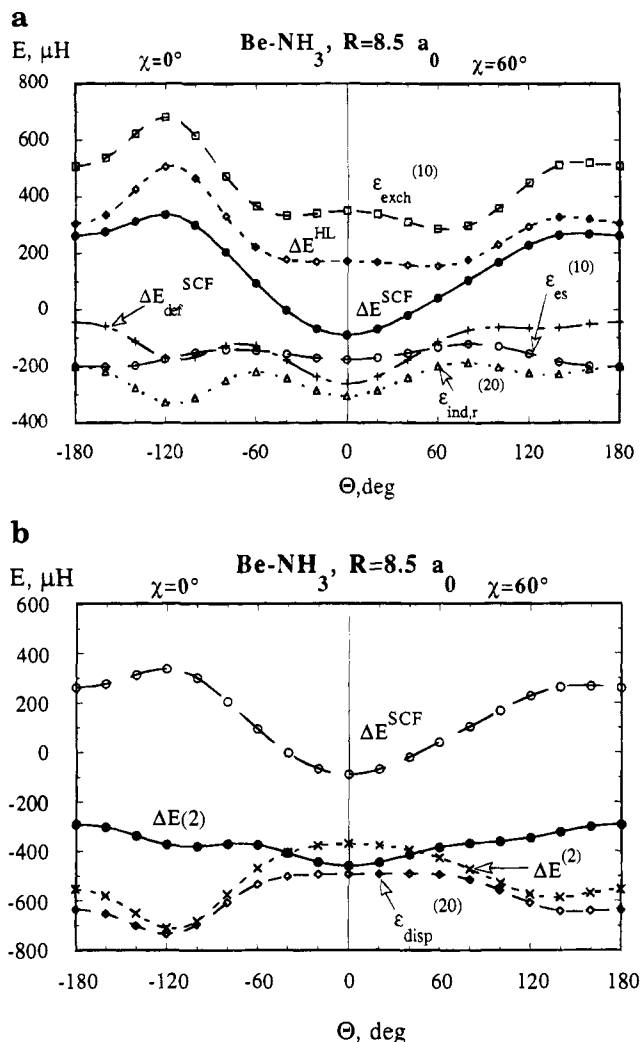 a
E, μH
Be-NH3, R=8.5 a0
χ=0°
χ=60°
800
600
400
200
0
-200
-400
εexch(10)
ΔEHL
ΔESCF
εes(10)
ΔEdefSCF
εind,r(20)
-180 -120 -60 0 60 120 180
Θ,deg
b
E, μH
Be-NH3, R=8.5 a0
χ=0°
χ=60°
600
400
200
0
-200
-400
-600
-800
ΔESCF
ΔE(2)
ΔE(2)
εdisp(20)
-180 -120 -60 0 60 120 180
Θ, deg